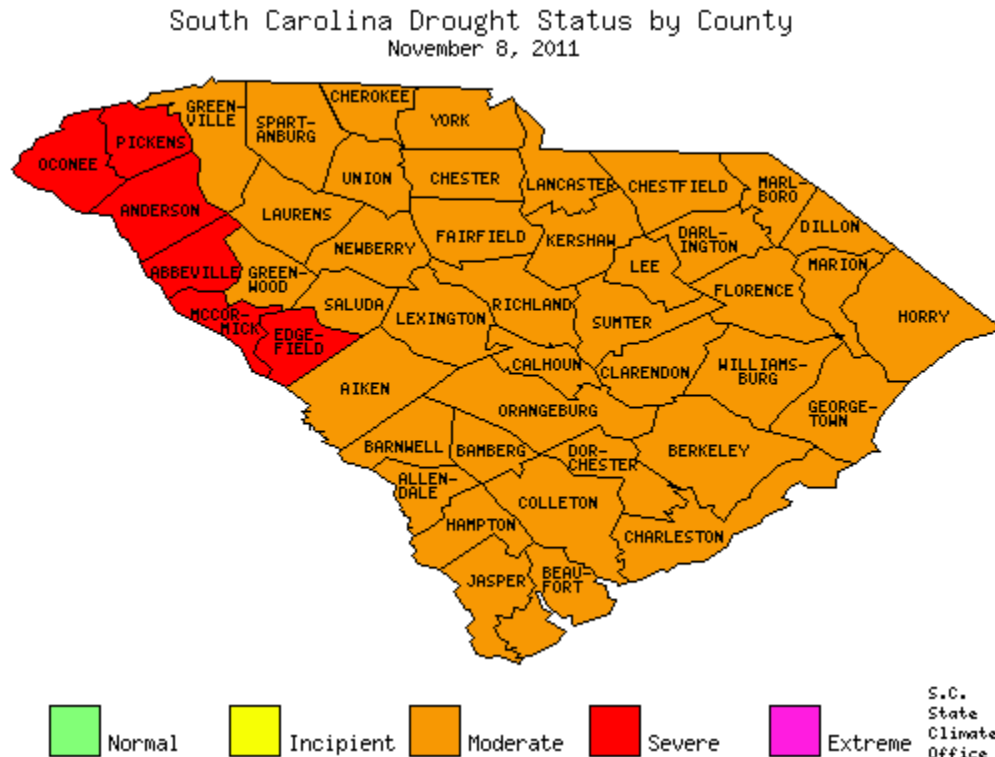 South Carolina Drought Status by County
November 8, 2011
CHEROKEE
GREEN-
VILLE
SPART-
ANBURG
YORK
PICKENS
OCONEE
UNION
CHESTER
LANCASTER
CHESTFIELD
MARL-
BORO
ANDERSON
LAURENS
DILLON
NEWBERRY
FAIRFIELD
KERSHAW
DARL-
INGTON
ABBEVILLE
GREEN-
WOOD
LEE
MARION
MCCOR-
MICK
EDGE-
FIELD
SALUDA
LEXINGTON
RICHLAND
SUMTER
FLORENCE
HORRY
AIKEN
CALHOUN
CLARENDON
WILLIAMS-
BURG
ORANGEBURG
GEORGE-
TOWN
BARNWELL
BAMBERG
DOR-
CHESTER
BERKELEY
ALLEN-
DALE
COLLETON
HAMPTON
CHARLESTON
JASPER
BEAU-
FORT
Normal
Incipient
Moderate
Severe
Extreme
S.C.
State
Climate
Office